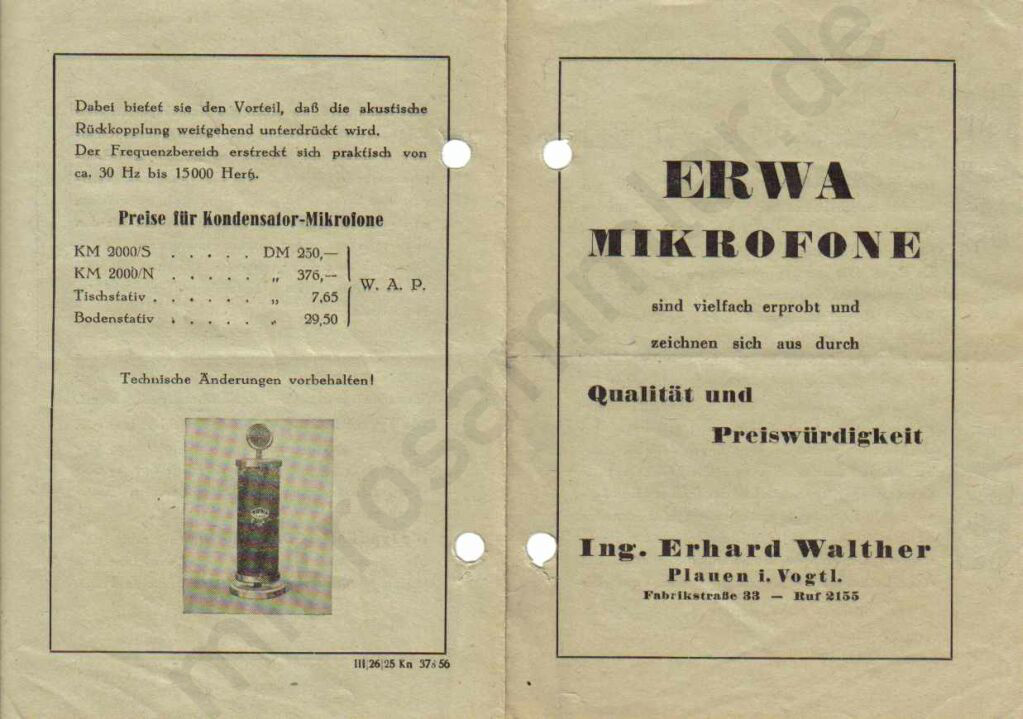 Dabei bietet sie den Vorteil, daß die akustische
Rückkopplung weitgehend unterdrückt wird.
Der Frequenzbereich erstreckt sich praktisch von
ca. 30 Hz bis 15000 Hertz.
Preise für Kondensator-Mikrofone
KM 2000/S . . . . . DM 250,—
KM 2000/N . . . . . „ 376,—
Tischstativ . . . . . „ 7,65
Bodenstativ . . . . . „ 29,50
W. A. P.
Technische Änderungen vorbehalten!
III/26/25 Kn 378 56
ERWA
MIKROFONE
sind vielfach erprobt und
zeichnen sich aus durch
Qualität und
Preiswürdigkeit
Ing. Erhard Walther
Plauen i. Vogtl.
Fabrikstraße 33 — Ruf 2155
mikrosammler.de